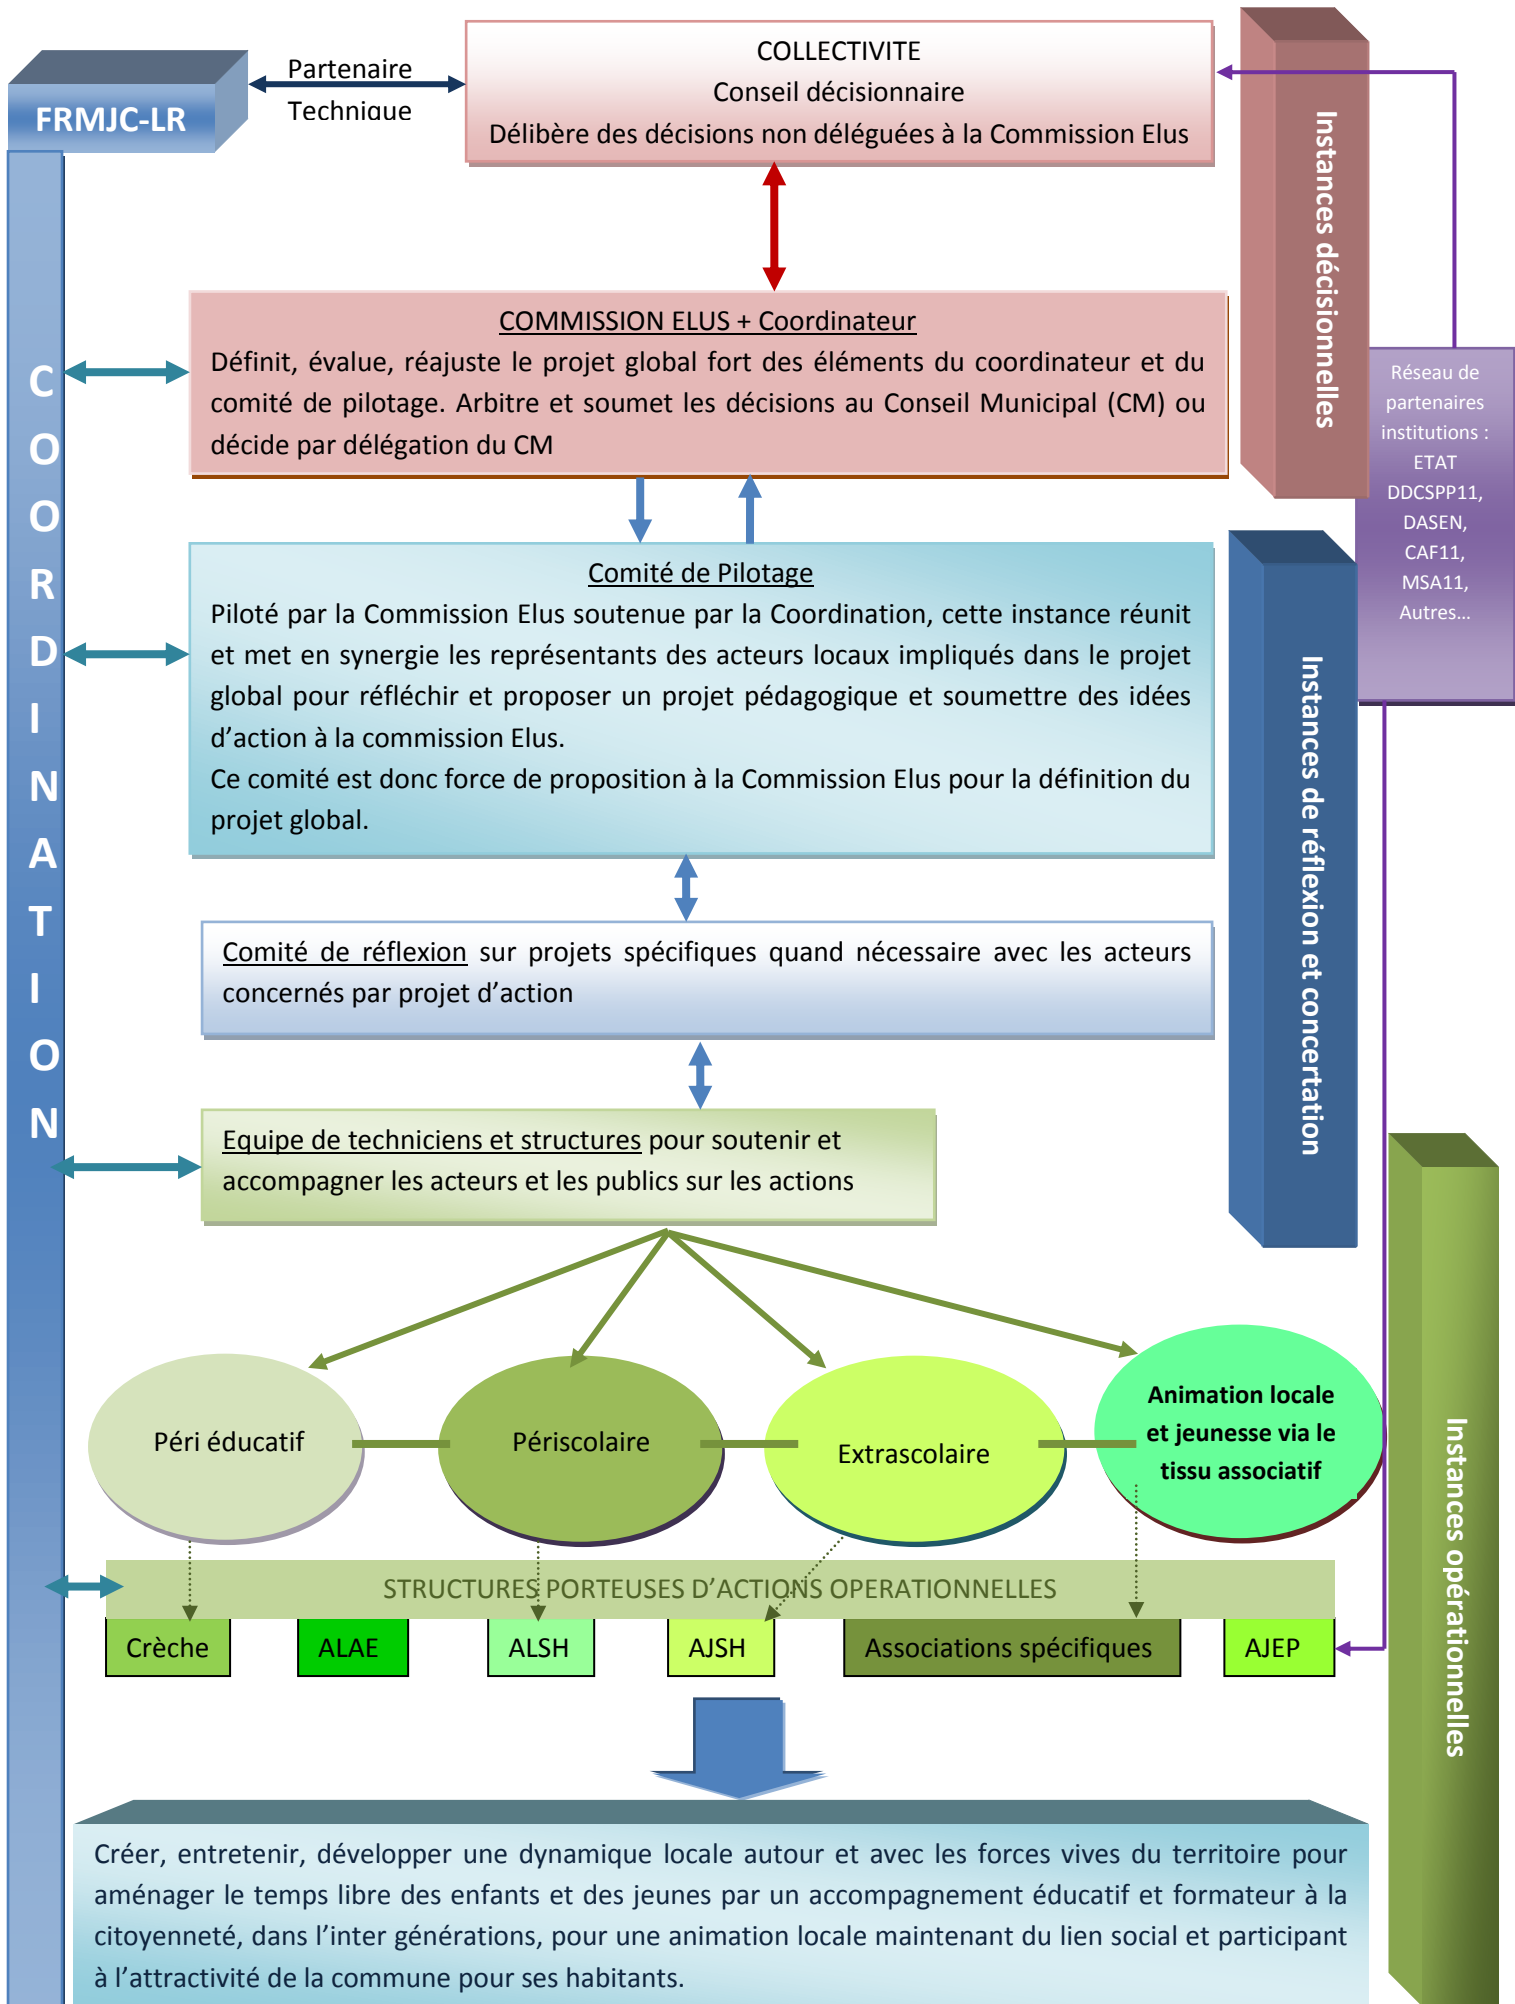 FRMJC-LR
Partenaire
Technique
COLLECTIVITE
Conseil décisionnaire
Délibère des décisions non déléguées à la Commission Elus
Instances décisionnelles
COMMISSION ELUS + Coordinateur
Définit, évalue, réajuste le projet global fort des éléments du coordinateur et du
comité de pilotage. Arbitre et soumet les décisions au Conseil Municipal (CM) ou
décide par délégation du CM
Réseau de
partenaires
institutions :
ETAT
DDCSPP11,
DASEN,
CAF11,
MSA11,
Autres…
COORDINATION
Comité de Pilotage
Piloté par la Commission Elus soutenue par la Coordination, cette instance réunit
et met en synergie les représentants des acteurs locaux impliqués dans le projet
global pour réfléchir et proposer un projet pédagogique et soumettre des idées
d’action à la commission Elus.
Ce comité est donc force de proposition à la Commission Elus pour la définition du
projet global.
Instances de réflexion et concertation
Comité de réflexion sur projets spécifiques quand nécessaire avec les acteurs
concernés par projet d’action
Equipe de techniciens et structures pour soutenir et
accompagner les acteurs et les publics sur les actions
Péri éducatif
Périscolaire
Extrascolaire
Animation locale
et jeunesse via le
tissu associatif
Instances opérationnelles
STRUCTURES PORTEUSES D’ACTIONS OPERATIONNELLES
Crèche
ALAE
ALSH
AJSH
Associations spécifiques
AJEP
Créer, entretenir, développer une dynamique locale autour et avec les forces vives du territoire pour
aménager le temps libre des enfants et des jeunes par un accompagnement éducatif et formateur à la
citoyenneté, dans l’inter générations, pour une animation locale maintenant du lien social et participant
à l’attractivité de la commune pour ses habitants.